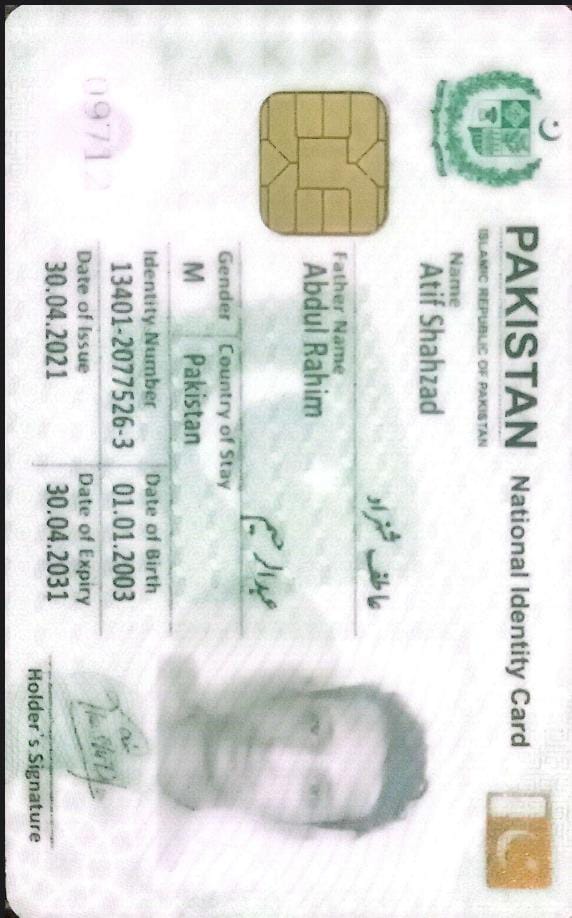 PAKISTAN National Identity Card
ISLAMIC REPUBLIC OF PAKISTAN
Name
Atif Shahzad
عاطف شہزاد
Father Name
Abdul Rahim
عبدالرحیم
Gender Country of Stay
M Pakistan
Identity Number Date of Birth
13401-2077526-3 01.01.2003
09712
Date of Issue Date of Expiry
30.04.2021 30.04.2031
Holder's Signature